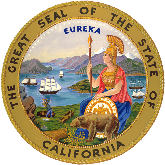 THE GREAT SEAL OF THE STATE OF
CALIFORNIA
EUREKA